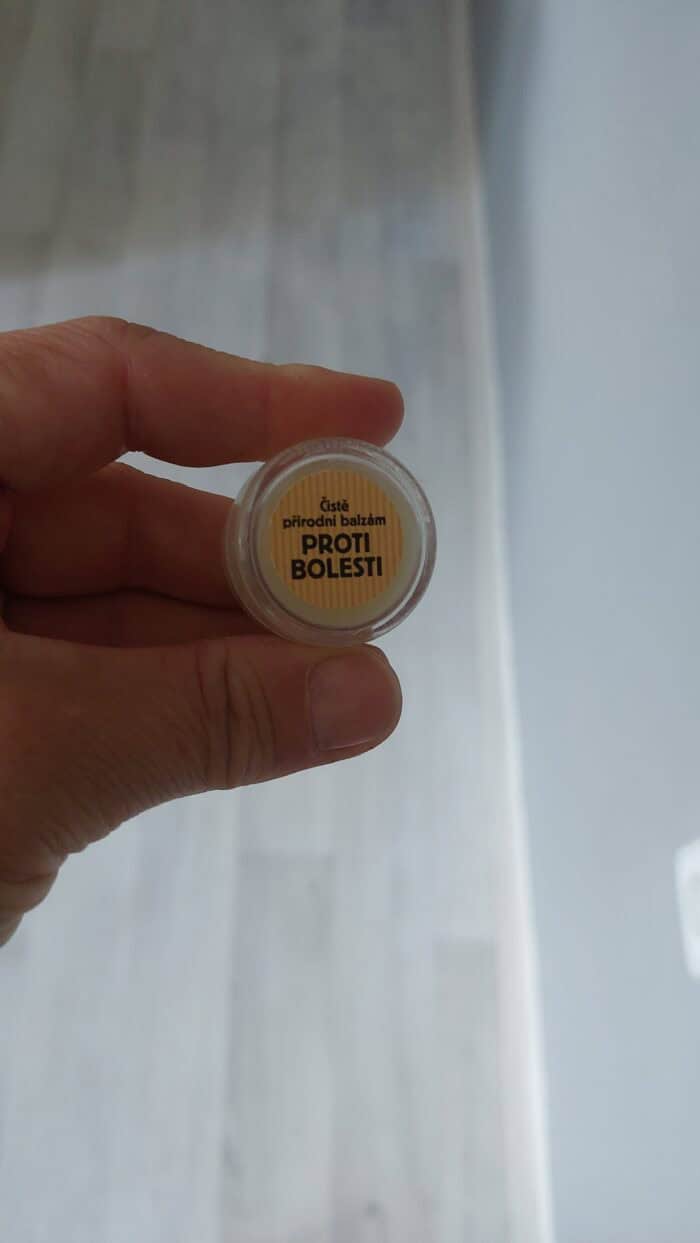 Čistě
přírodní balzám
PROTI
BOLESTI